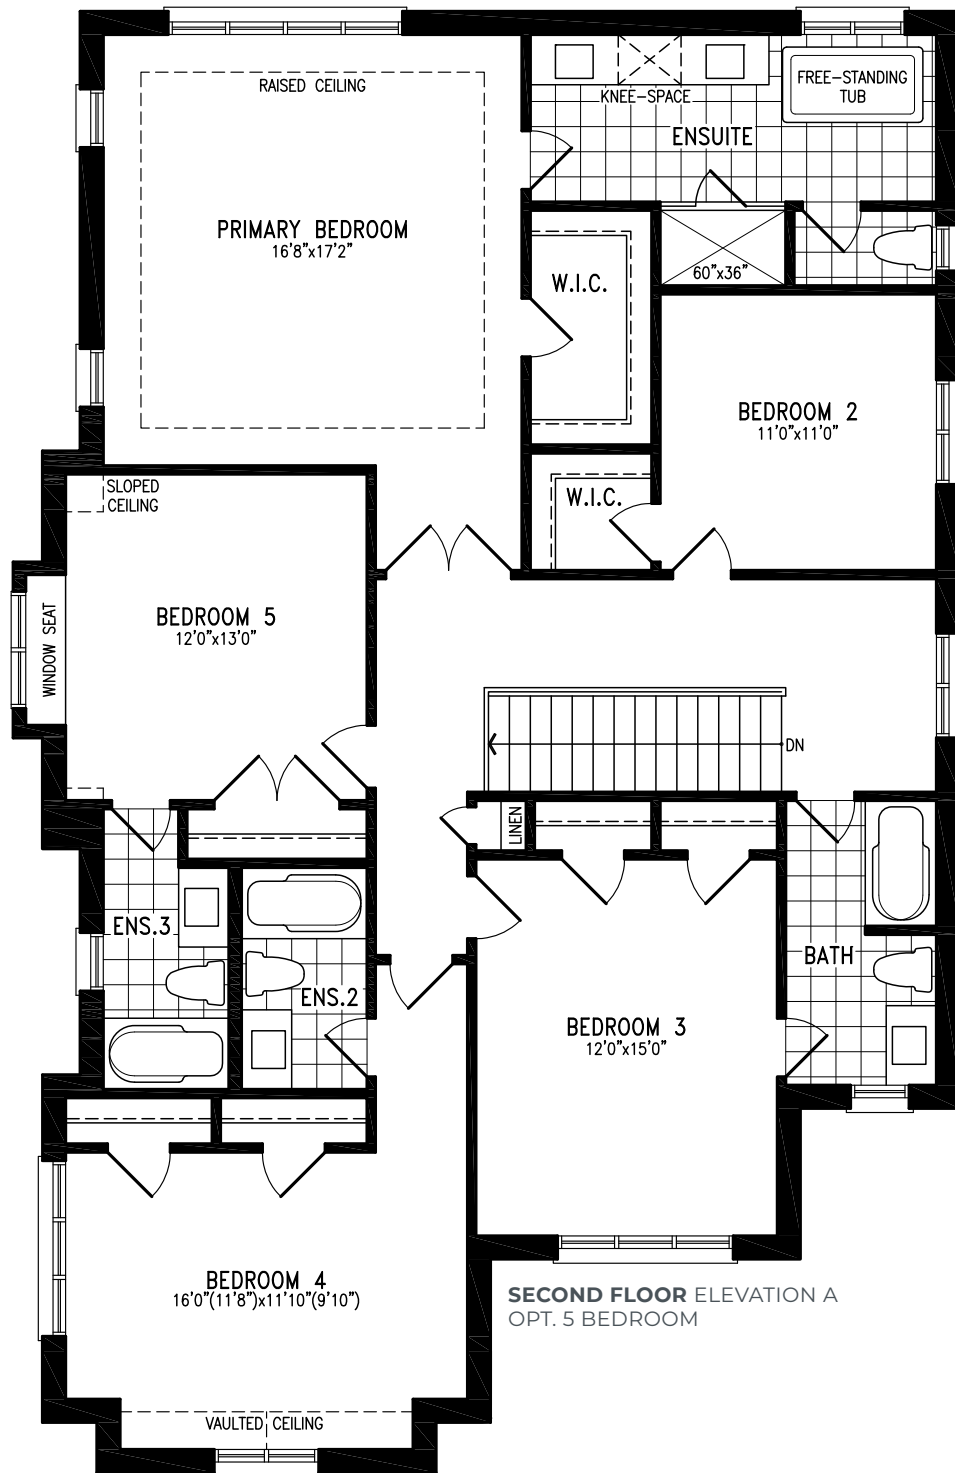 RAISED CEILING
KNEE-SPACE
FREE-STANDING
TUB
ENSUITE
PRIMARY BEDROOM
16'8"x17'2"
W.I.C.
60"x36"
BEDROOM 2
11'0"x11'0"
SLOPED
CEILING
W.I.C.
WINDOW SEAT
BEDROOM 5
12'0"x13'0"
DN
LINEN
ENS.3
ENS.2
BATH
BEDROOM 3
12'0"x15'0"
BEDROOM 4
16'0"(11'8")x11'10"(9'10")
SECOND FLOOR ELEVATION A
OPT. 5 BEDROOM
VAULTED CEILING